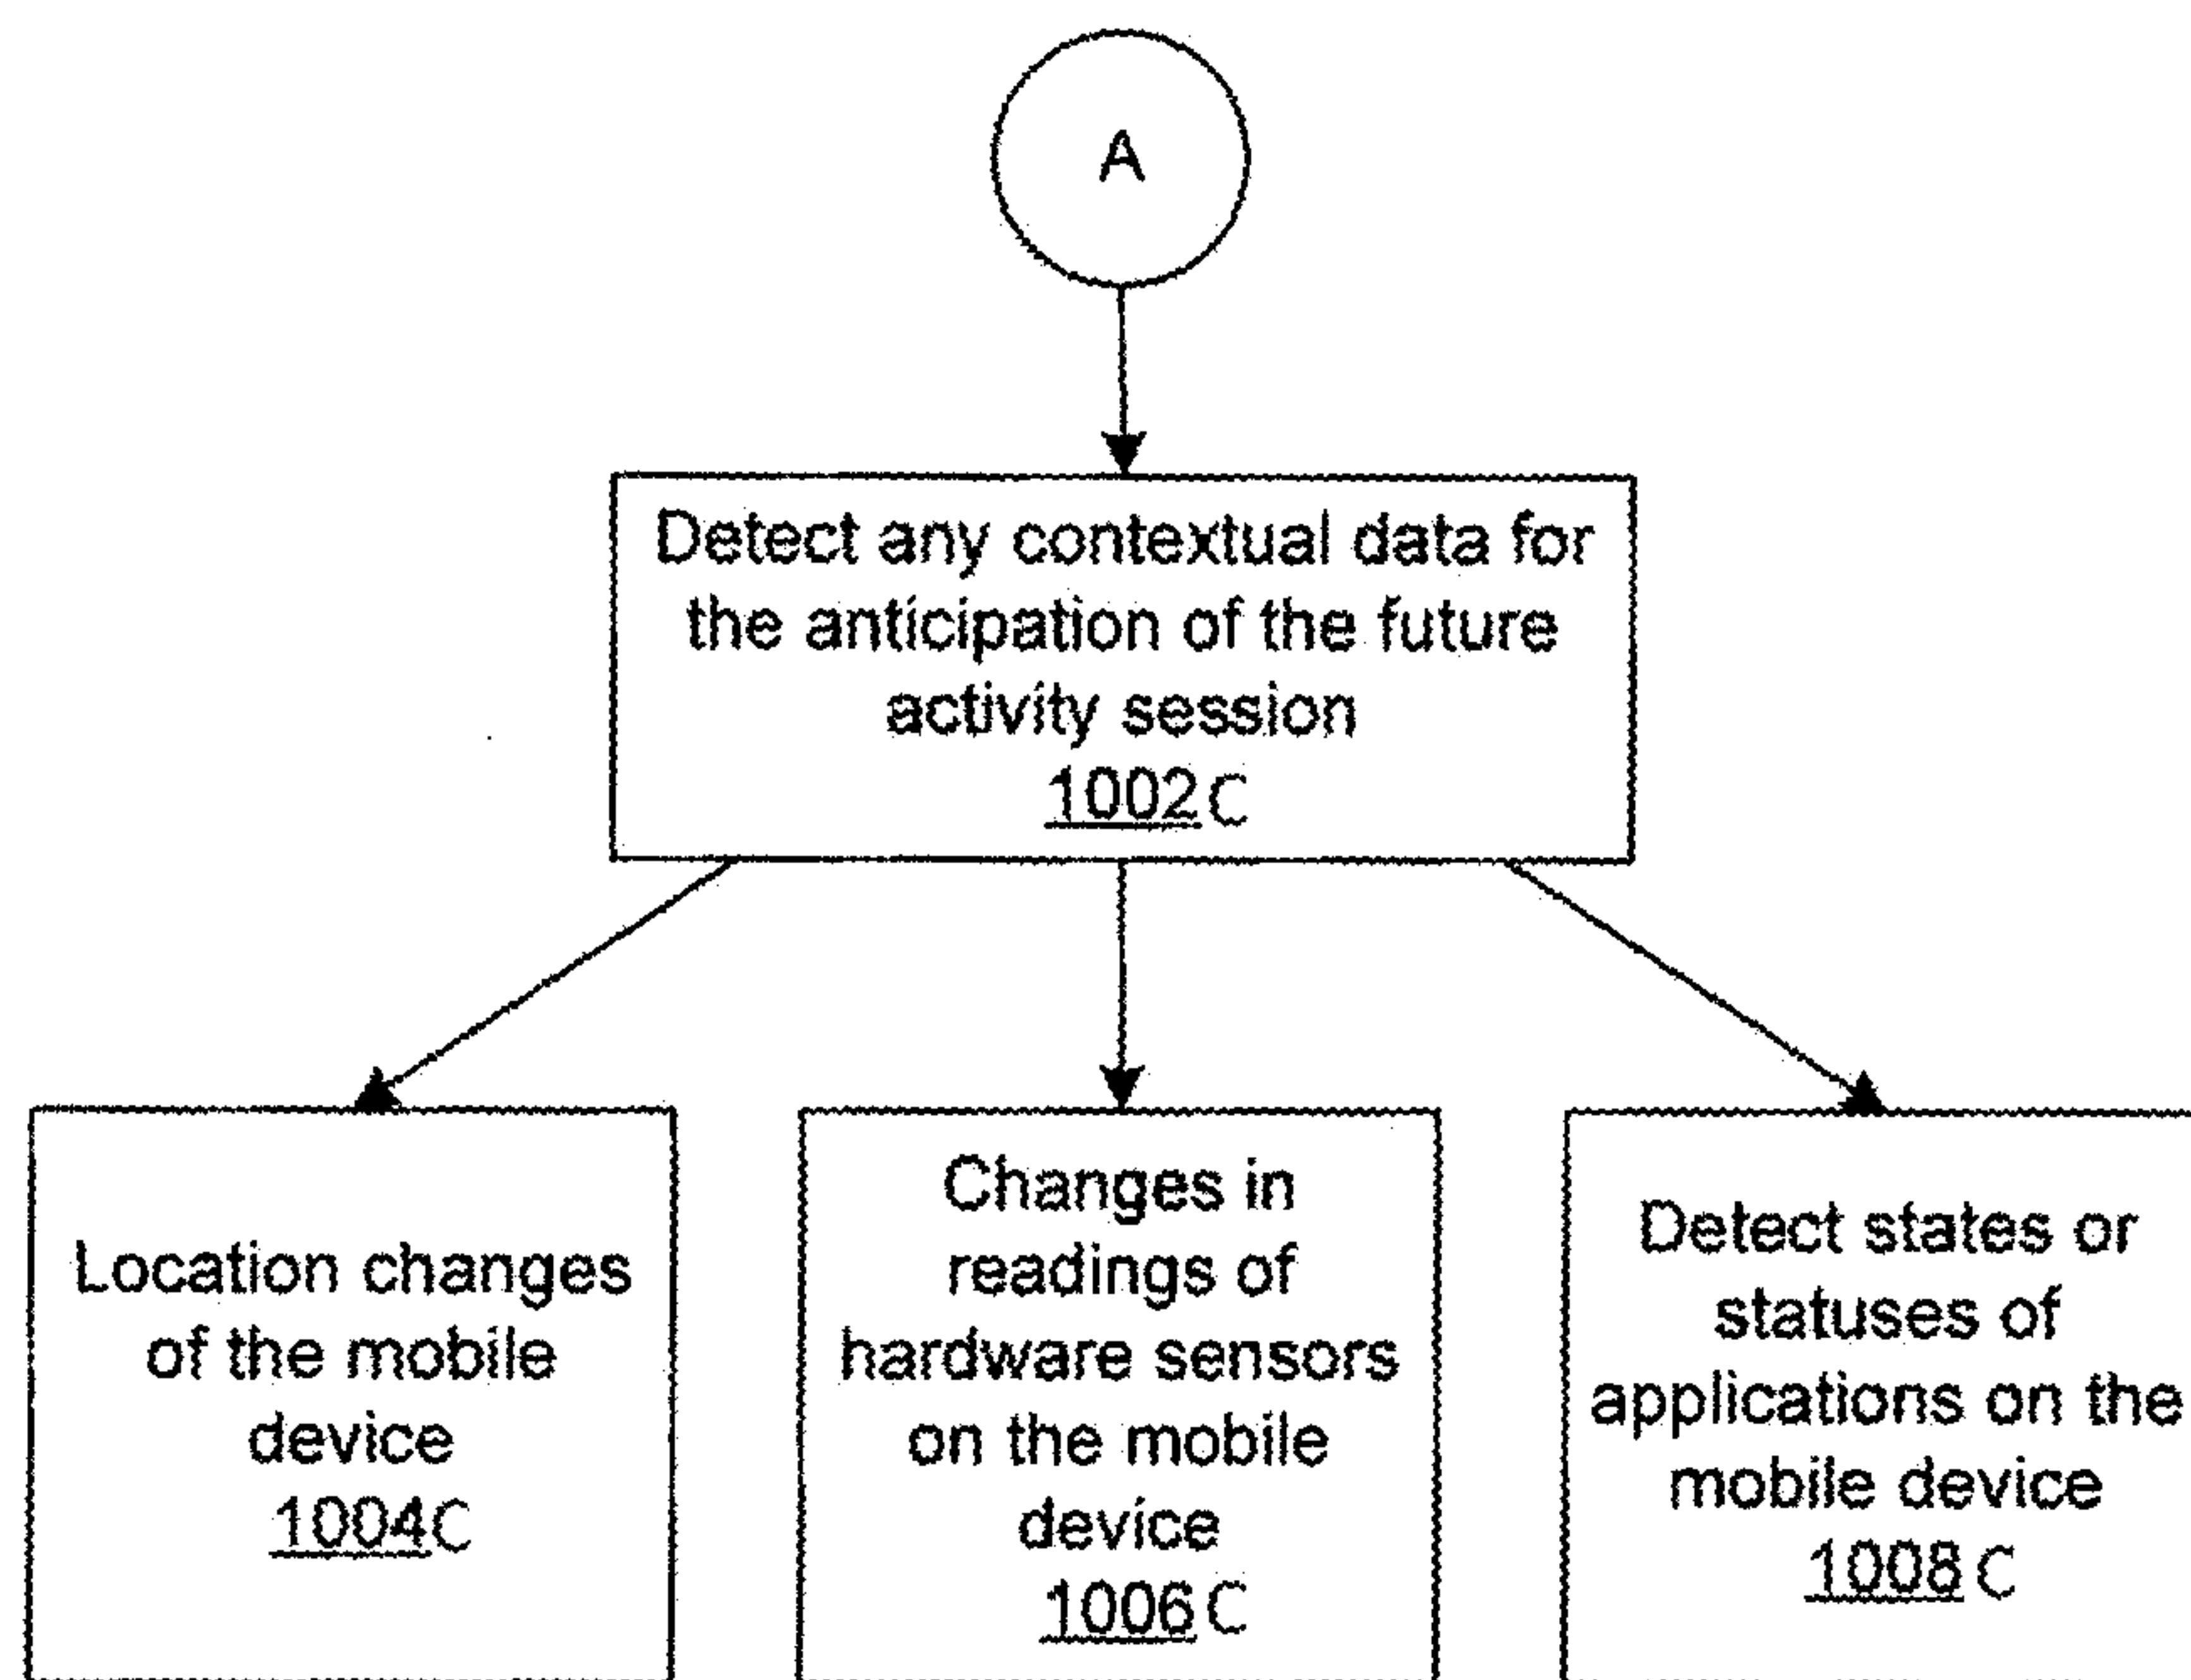 A
Detect any contextual data for
the anticipation of the future
activity session
1002C
Location changes
of the mobile
device
1004C
Changes in
readings of
hardware sensors
on the mobile
device
1006C
Detect states or
statuses of
applications on the
mobile device
1008C